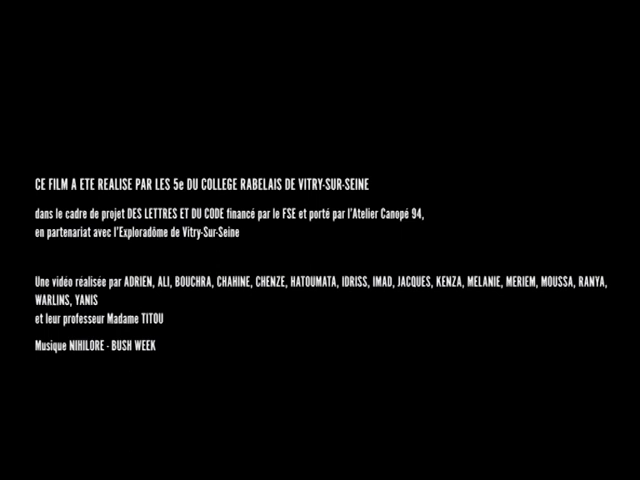 CE FILM A ETE REALISE PAR LES 5e DU COLLEGE RABELAIS DE VITRY-SUR-SEINE
dans le cadre de projet DES LETTRES ET DU CODE financé par le FSE et porté par l'Atelier Canopé 94,
en partenariat avec l'Exploradôme de Vitry-Sur-Seine
Une vidéo réalisée par ADRIEN, ALI, BOUCHRA, CHAHINE, CHENZE, HATOUMATA, IDRISS, IMAD, JACQUES, KENZA, MELANIE, MERIEM, MOUSSA, RANYA,
WARLINS, YANIS
et leur professeur Madame TITOU
Musique NIHILORE - BUSH WEEK